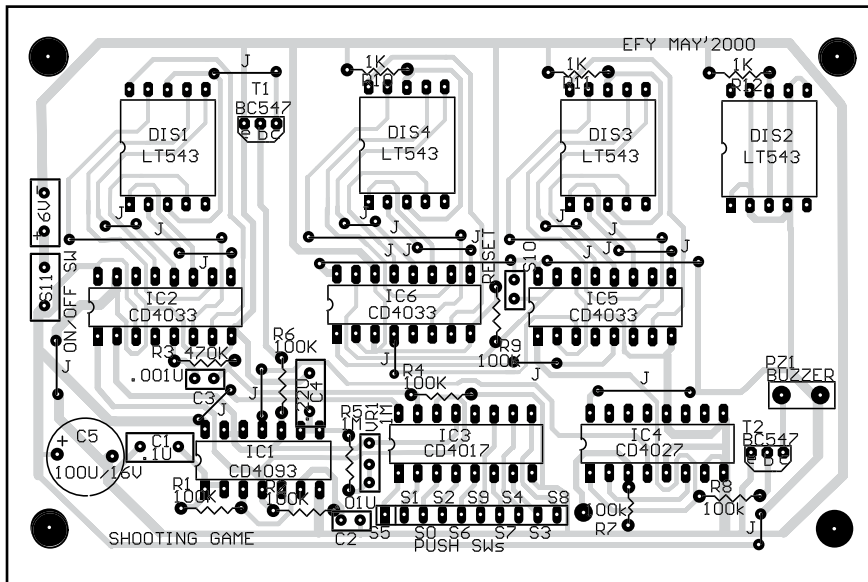 EFY MAY'2000
J
T1
BC547
E b C
1K
1K
R11
1K
R12
DIS1
LT543
DIS4
LT543
DIS3
LT543
DIS2
LT543
+ 6V -
J
J
J
J
J
J
J
J
J
J
RESET
S10
S11
ON/OFF SW
IC2
CD4033
IC6
CD4033
IC5
CD4033
R3 470K
R6
100K
.001U
C3
.22U
C4
J
J
J
J
R4
100K
R9
100k
J
J
PZ1
BUZZER
C5
+
100U/16V
C1
.1U
IC1
CD4093
R5
1M
VR1
1M
IC3
CD4017
IC4
CD4027
T2
BC547
E b C
R1
100K
100K
.01U
C2
S1 S2 S9 S4 S8
S5 S0 S6 S7 S3
PUSH SWs
100k
R7
R8
100k
J
SHOOTING GAME